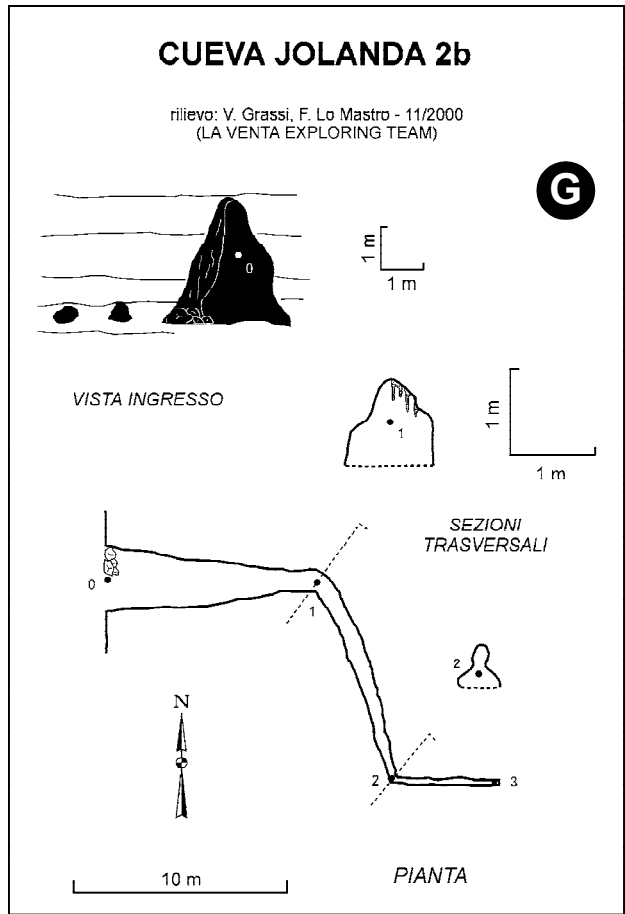 CUEVA JOLANDA 2b
rilievo: V. Grassi, F. Lo Mastro - 11/2000
(LA VENTA EXPLORING TEAM)
G
0
1 m
1 m
VISTA INGRESSO
1
1 m
1 m
SEZIONI
TRASVERSALI
0
1
2
N
2
3
10 m
PIANTA